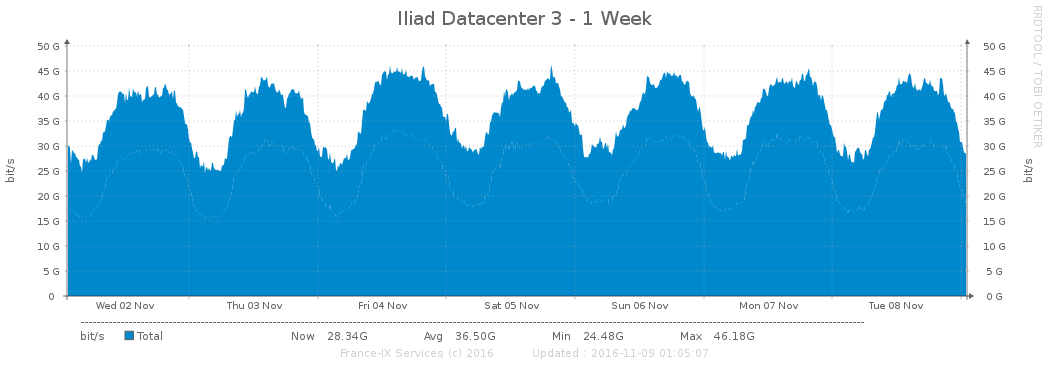 Iliad Datacenter 3 - 1 Week
RRDTOOL / TOBI OETIKER
bit/s
50 G 50 G
45 G 45 G
40 G 40 G
35 G 35 G
30 G 30 G
25 G 25 G
20 G 20 G
15 G 15 G
10 G 10 G
5 G 5 G
0 0 G
bit/s
Wed 02 Nov Thu 03 Nov Fri 04 Nov Sat 05 Nov Sun 06 Nov Mon 07 Nov Tue 08 Nov
bit/s Total Now 28.34G Avg 36.50G Min 24.48G Max 46.18G
France-IX Services (c) 2016 Updated : 2016-11-09 01:05:07